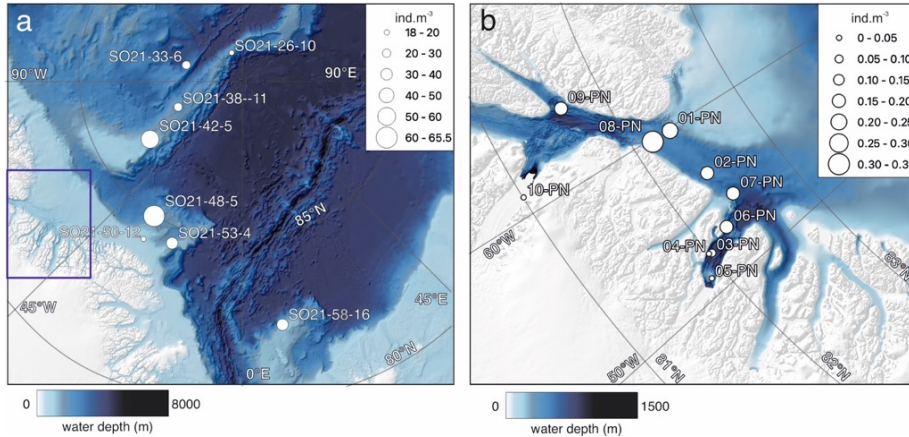 a
ind.m-3
18 - 20
20 - 30
30 - 40
40 - 50
50 - 60
60 - 65.5
SO21-26-10
SO21-33-6
90°W
90°E
SO21-38--11
SO21-42-5
SO21-48-5
85°N
SO21-50-12
SO21-53-4
45°W
45°E
SO21-58-16
80°N
0°E
0
8000
water depth (m)
b
ind.m-3
0 - 0.05
0.05 - 0.10
0.10 - 0.15
0.15 - 0.20
0.20 - 0.25
0.25 - 0.30
0.30 - 0.3
09-PN
01-PN
08-PN
02-PN
07-PN
10-PN
06-PN
60°W
04-PN
03-PN
83°N
05-PN
50°W
81°N
82°N
0
1500
water depth (m)